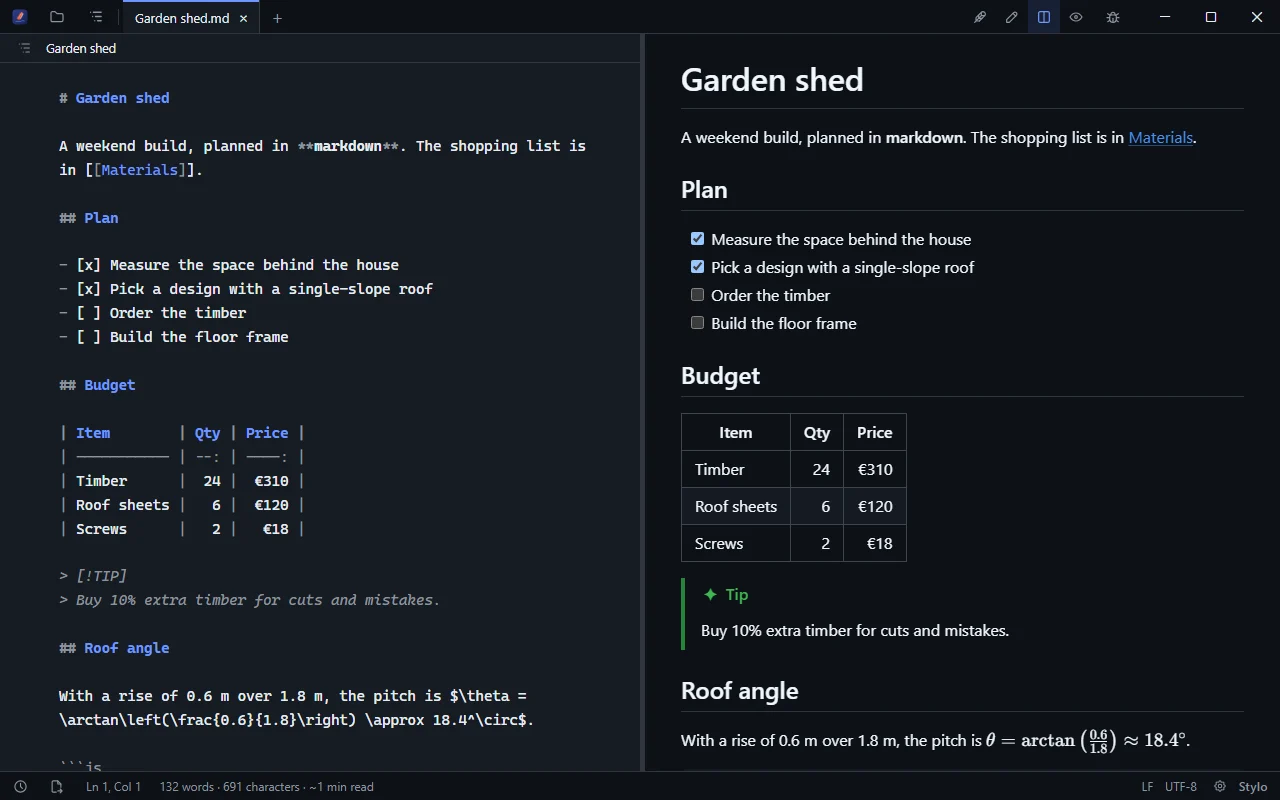 Garden shed.md
Garden shed
# Garden shed
A weekend build, planned in **markdown**. The shopping list is
in [[Materials]].
## Plan
- [x] Measure the space behind the house
- [x] Pick a design with a single-slope roof
- [ ] Order the timber
- [ ] Build the floor frame
## Budget
| Item        | Qty | Price |
| ----------- | --: | ----: |
| Timber      |  24 |  €310 |
| Roof sheets |   6 |  €120 |
| Screws      |   2 |   €18 |
> [!TIP]
> Buy 10% extra timber for cuts and mistakes.
## Roof angle
With a rise of 0.6 m over 1.8 m, the pitch is $\theta =
\arctan\left(\frac{0.6}{1.8}\right) \approx 18.4^\circ$.
```js
Garden shed
A weekend build, planned in markdown. The shopping list is in Materials.
Plan
Measure the space behind the house
Pick a design with a single-slope roof
Order the timber
Build the floor frame
Budget
Item Qty Price
Timber 24 €310
Roof sheets 6 €120
Screws 2 €18
Tip
Buy 10% extra timber for cuts and mistakes.
Roof angle
With a rise of 0.6 m over 1.8 m, the pitch is θ = arctan (0.6/1.8) ≈ 18.4°.
Ln 1, Col 1 132 words · 691 characters · ~1 min read LF UTF-8 Stylo